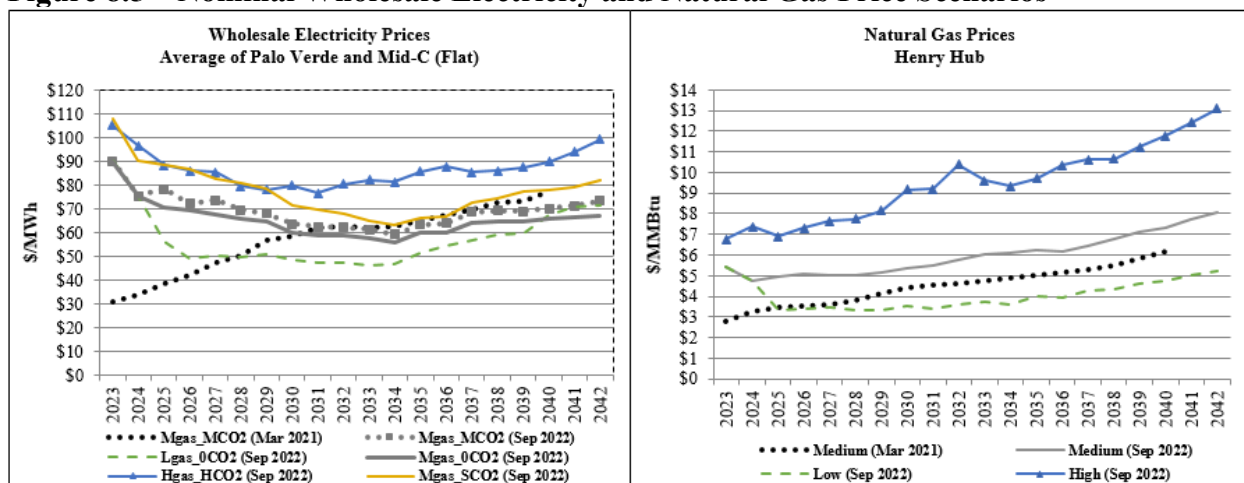 Nominal Wholesale Electricity and Natural Gas Price Scenarios
Wholesale Electricity Prices
Average of Palo Verde and Mid-C (Flat)
$/MWh
$120
$110
$100
$90
$80
$70
$60
$50
$40
$30
$20
$10
$0
2023 2024 2025 2026 2027 2028 2029 2030 2031 2032 2033 2034 2035 2036 2037 2038 2039 2040 2041 2042
Mgas_MCO2 (Mar 2021) Mgas_MCO2 (Sep 2022)
Lgas_0CO2 (Sep 2022) Mgas_0CO2 (Sep 2022)
Hgas_HCO2 (Sep 2022) Mgas_SCO2 (Sep 2022)
Natural Gas Prices
Henry Hub
$/MMBtu
$14
$13
$12
$11
$10
$9
$8
$7
$6
$5
$4
$3
$2
$1
$0
2023 2024 2025 2026 2027 2028 2029 2030 2031 2032 2033 2034 2035 2036 2037 2038 2039 2040 2041 2042
Medium (Mar 2021) Medium (Sep 2022)
Low (Sep 2022) High (Sep 2022)